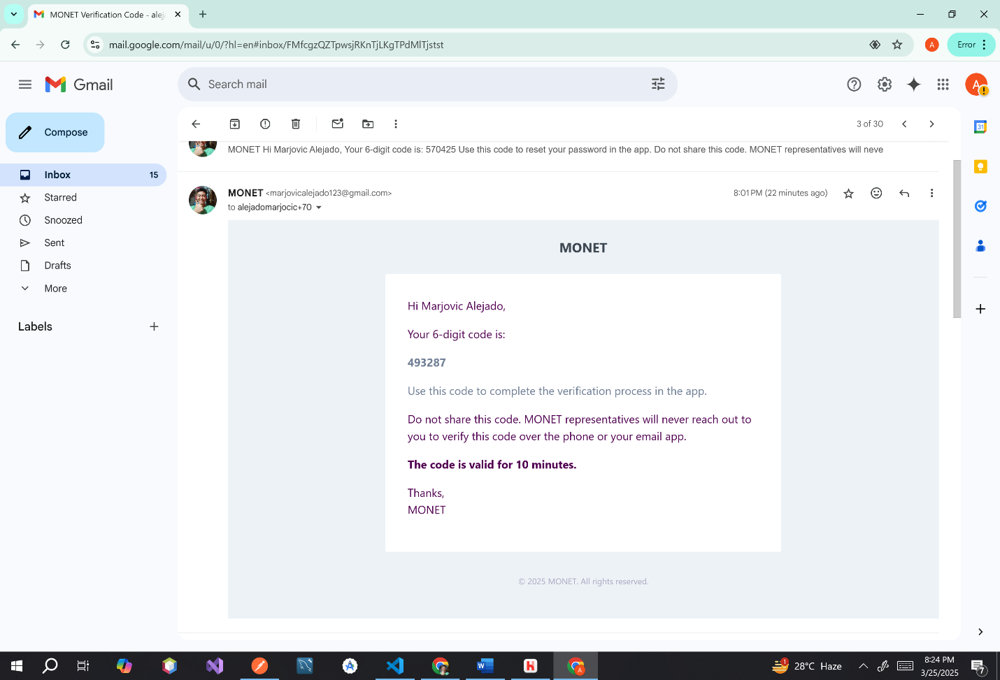 MONET Verification Code - alej
mail.google.com/mail/u/0/?hl=en#inbox/FMfcgzQZTpwsjRKnTjLKgTPdMlTjstst
A
Error
Gmail
Search mail
A
Compose
3 of 30
MONET Hi Marjovic Alejado, Your 6-digit code is: 570425 Use this code to reset your password in the app. Do not share this code. MONET representatives will neve
Inbox 15
Starred
Snoozed
Sent
Drafts
More
Labels
MONET <marjovicalejado123@gmail.com>
8:01 PM (22 minutes ago)
to alejadomarjocic+70
MONET
Hi Marjovic Alejado,
Your 6-digit code is:
493287
Use this code to complete the verification process in the app.
Do not share this code. MONET representatives will never reach out to
you to verify this code over the phone or your email app.
The code is valid for 10 minutes.
Thanks,
MONET
© 2025 MONET. All rights reserved.
31
1
28°C Haze
8:24 PM
3/25/2025
7